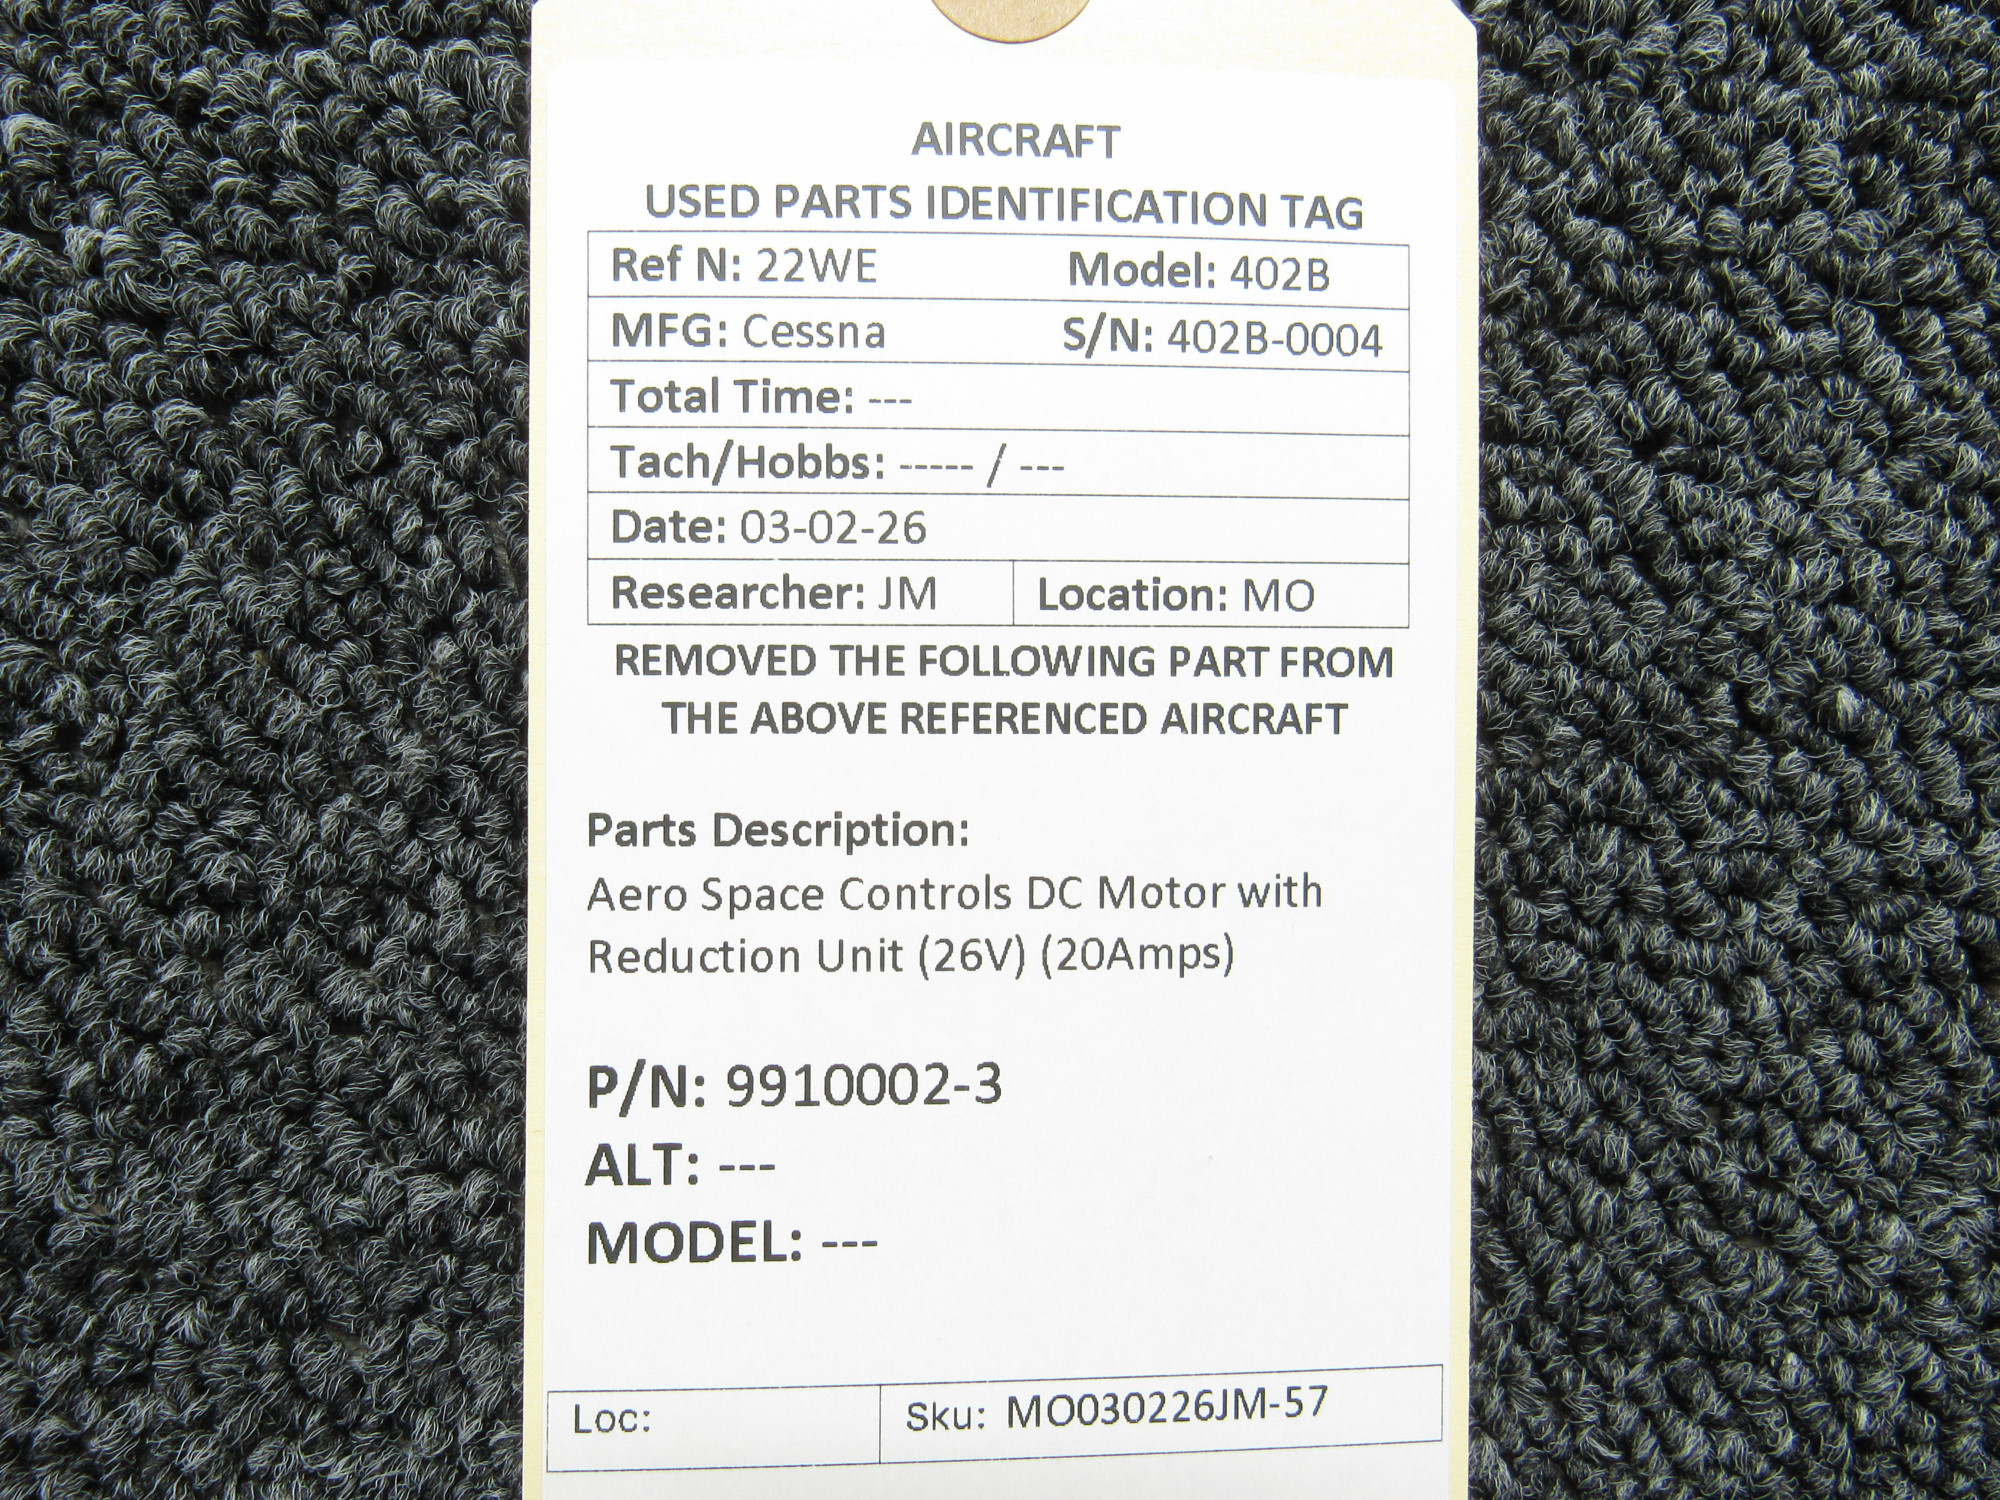 AIRCRAFT
USED PARTS IDENTIFICATION TAG
Ref N: 22WE Model: 402B
MFG: Cessna S/N: 402B-0004
Total Time: ---
Tach/Hobbs: ----- / ---
Date: 03-02-26
Researcher: JM Location: MO
REMOVED THE FOLLOWING PART FROM
THE ABOVE REFERENCED AIRCRAFT
Parts Description:
Aero Space Controls DC Motor with
Reduction Unit (26V) (20Amps)
P/N: 9910002-3
ALT: ---
MODEL: ---
Loc: Sku: MO030226JM-57